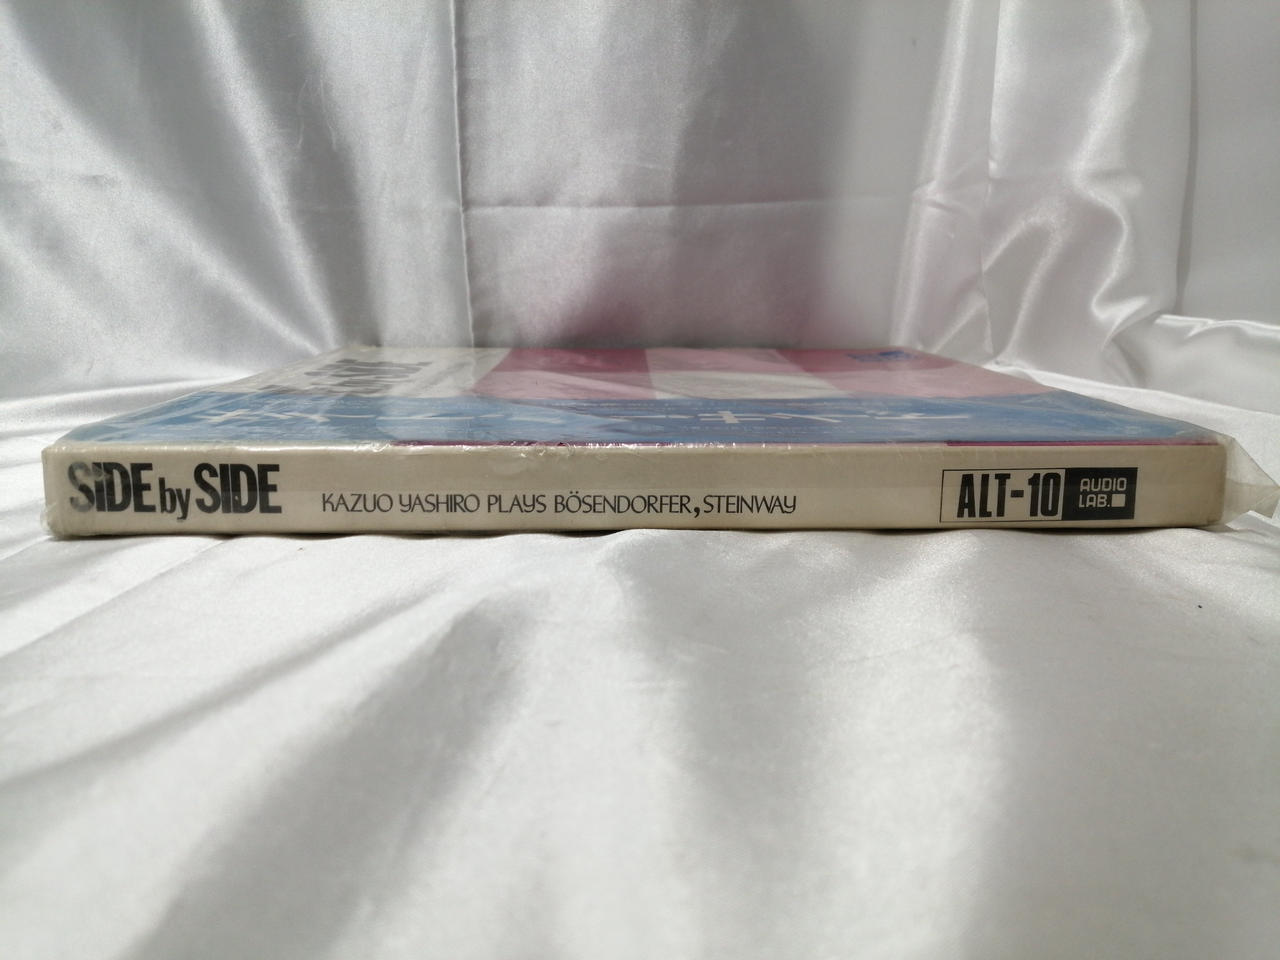 SIDE by SIDE
KAZUO YASHIRO PLAYS BÖSENDORFER, STEINWAY
ALT-10
AUDIO
LAB.